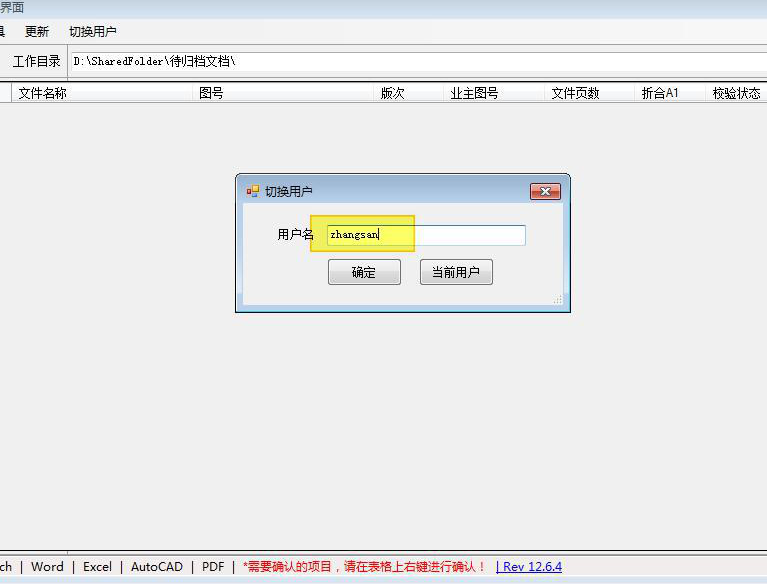 界面
更新 切换用户
工作目录 D:\SharedFolder\待归档文档\
文件名称 图号 版次 业主图号 文件页数 折合A1 校验状态
切换用户
用户名 zhangsan
确定 当前用户
ch | Word | Excel | AutoCAD | PDF | *需要确认的项目，请在表格上右键进行确认！ | Rev 12.6.4